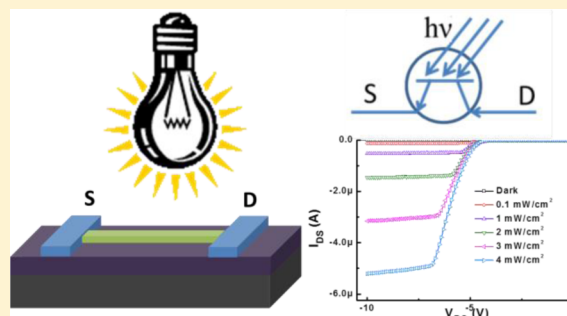 hν
S D
S D
0.0
-2.0μ
-4.0μ
-6.0μ
I_DS (A)
Dark
0.1 mW/cm²
1 mW/cm²
2 mW/cm²
3 mW/cm²
4 mW/cm²
-10 -5
(V)